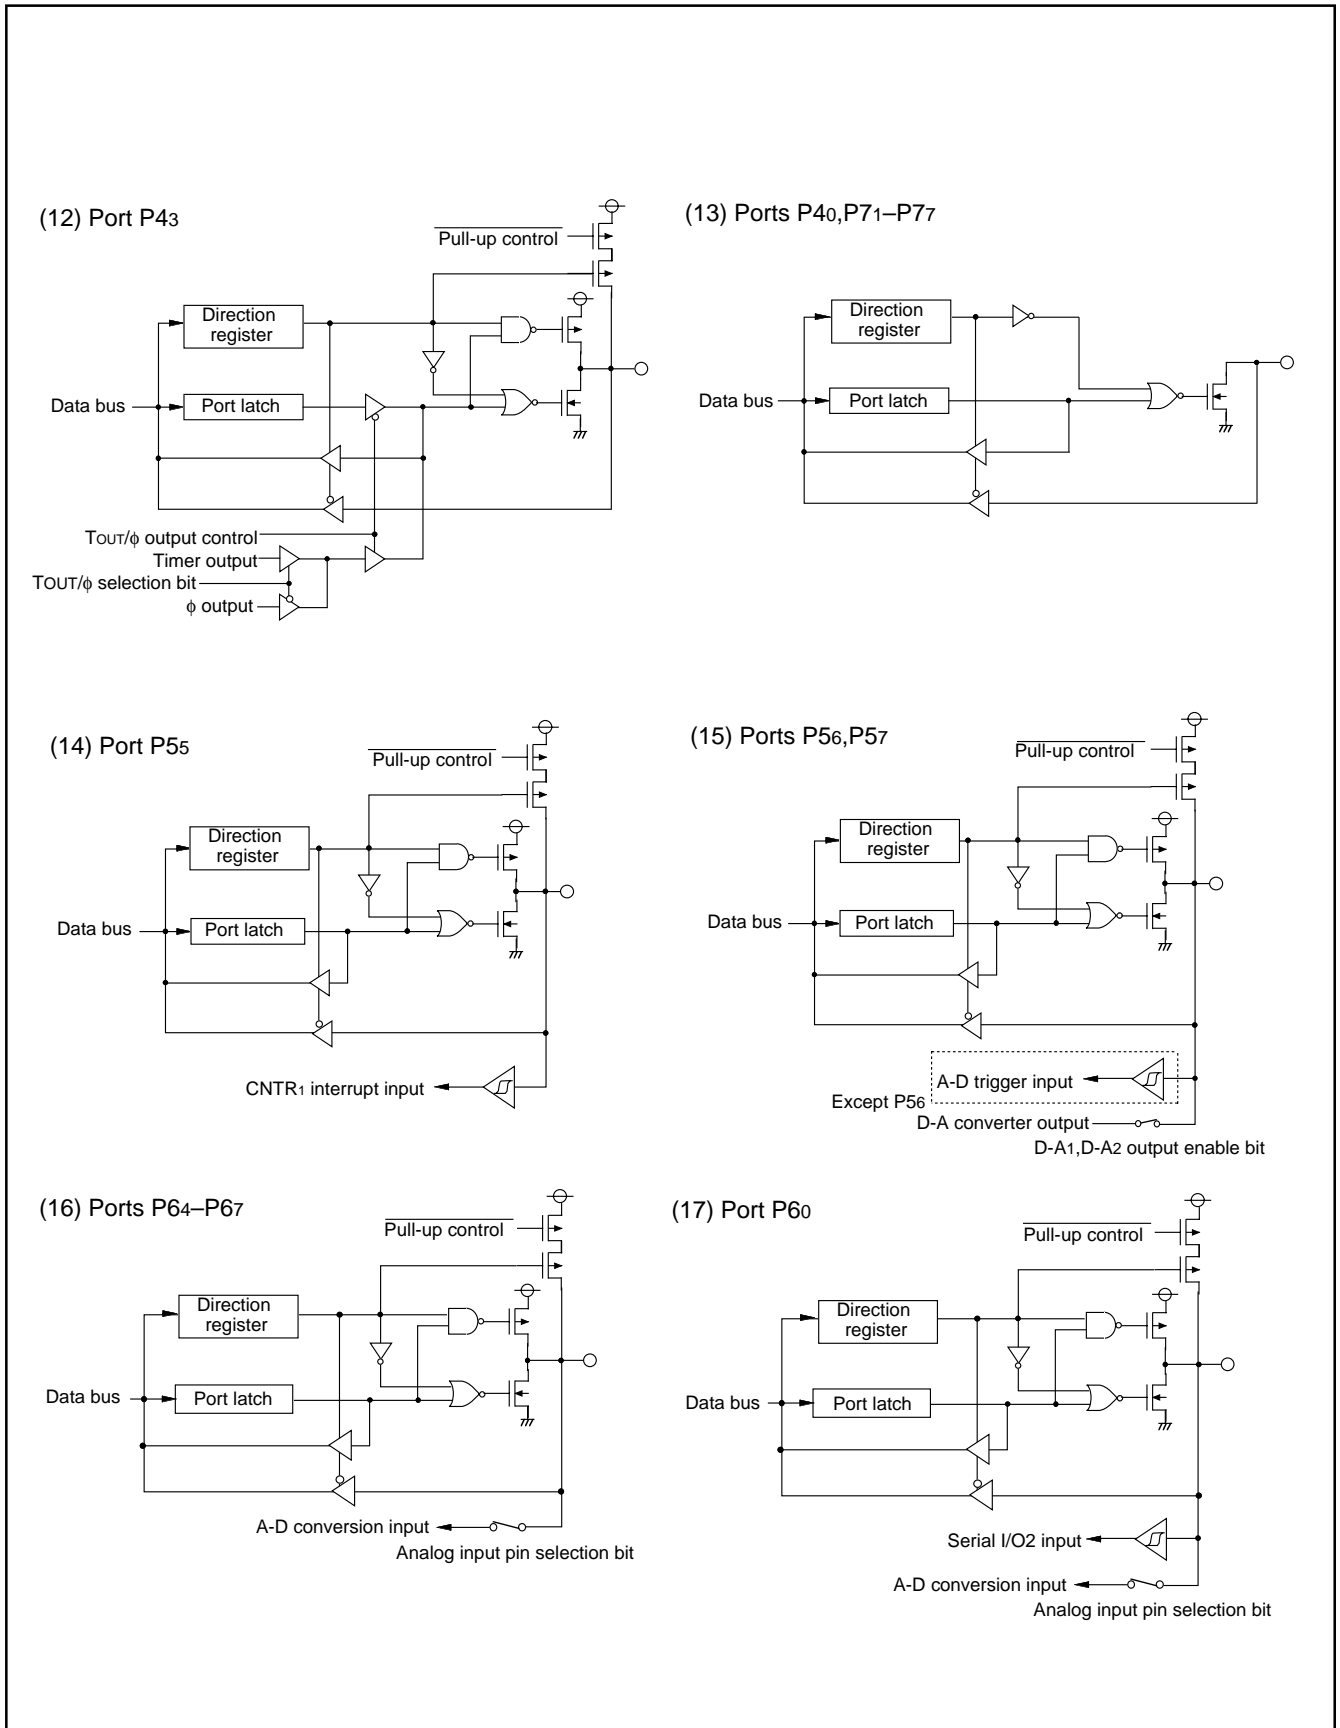 (12) Port P43
Pull-up control
Direction
register
Data bus
Port latch
TOUT/ϕ output control
Timer output
TOUT/ϕ selection bit
ϕ output
(13) Ports P40,P71–P77
Direction
register
Data bus
Port latch
(14) Port P55
Pull-up control
Direction
register
Data bus
Port latch
CNTR1 interrupt input
(15) Ports P56,P57
Pull-up control
Direction
register
Data bus
Port latch
A-D trigger input
Except P56
D-A converter output
D-A1,D-A2 output enable bit
(16) Ports P64–P67
Pull-up control
Direction
register
Data bus
Port latch
A-D conversion input
Analog input pin selection bit
(17) Port P60
Pull-up control
Direction
register
Data bus
Port latch
Serial I/O2 input
A-D conversion input
Analog input pin selection bit